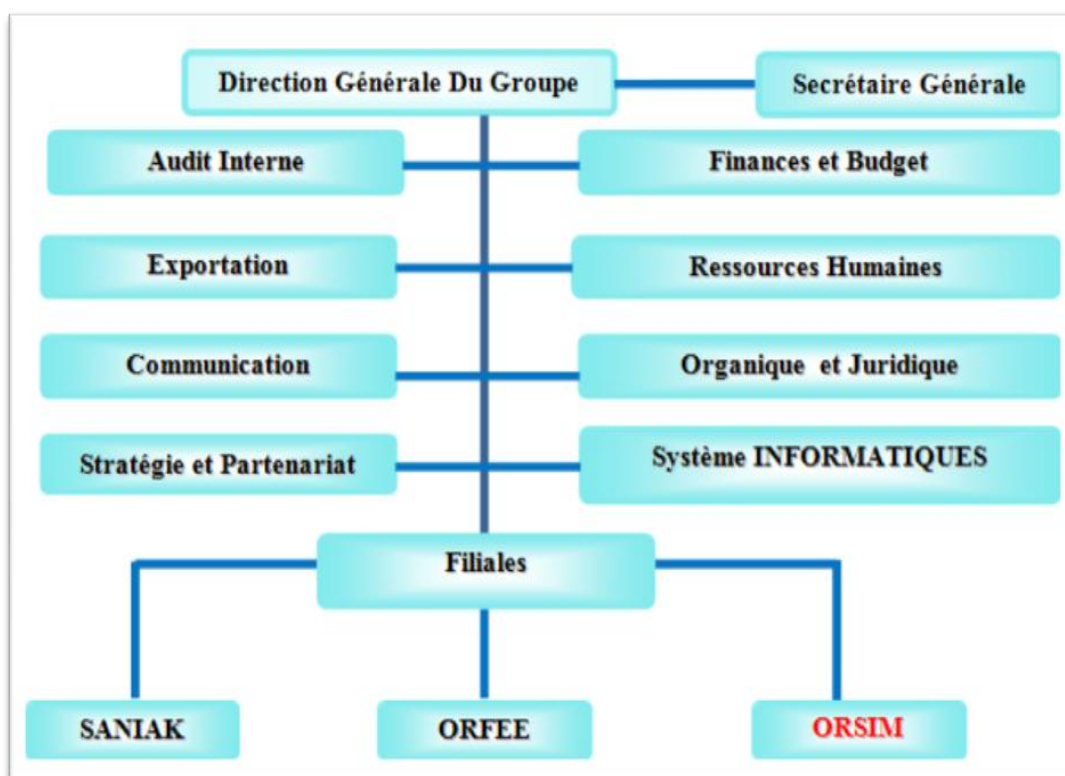 Direction Générale Du Groupe
Secrétaire Générale
Audit Interne
Finances et Budget
Exportation
Ressources Humaines
Communication
Organique et Juridique
Stratégie et Partenariat
Système INFORMATIQUES
Filiales
SANIAK
ORFEE
ORSIM